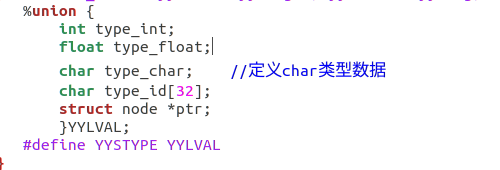 %union {
int type_int;
float type_float;
char type_char; //定义char类型数据
char type_id[32];
struct node *ptr;
}YYLVAL;
#define YYSTYPE YYLVAL
}